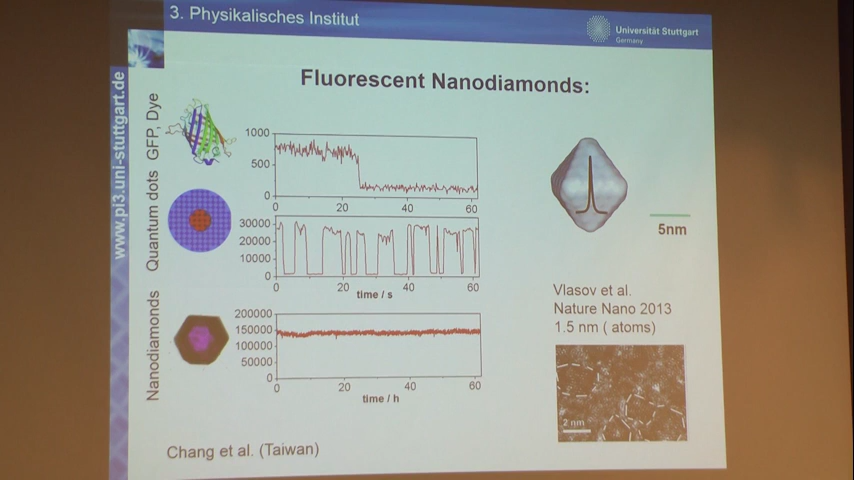 3. Physikalisches Institut
Universität Stuttgart
Germany
www.pi3.uni-stuttgart.de
Fluorescent Nanodiamonds:
GFP, Dye
1000
500
0
0 20 40 60
Quantum dots
30000
20000
10000
0
0 20 40 60
time / s
Nanodiamonds
200000
150000
100000
50000
0
0 20 40 60
time / h
5nm
Vlasov et al.
Nature Nano 2013
1.5 nm ( atoms)
2 nm
Chang et al. (Taiwan)